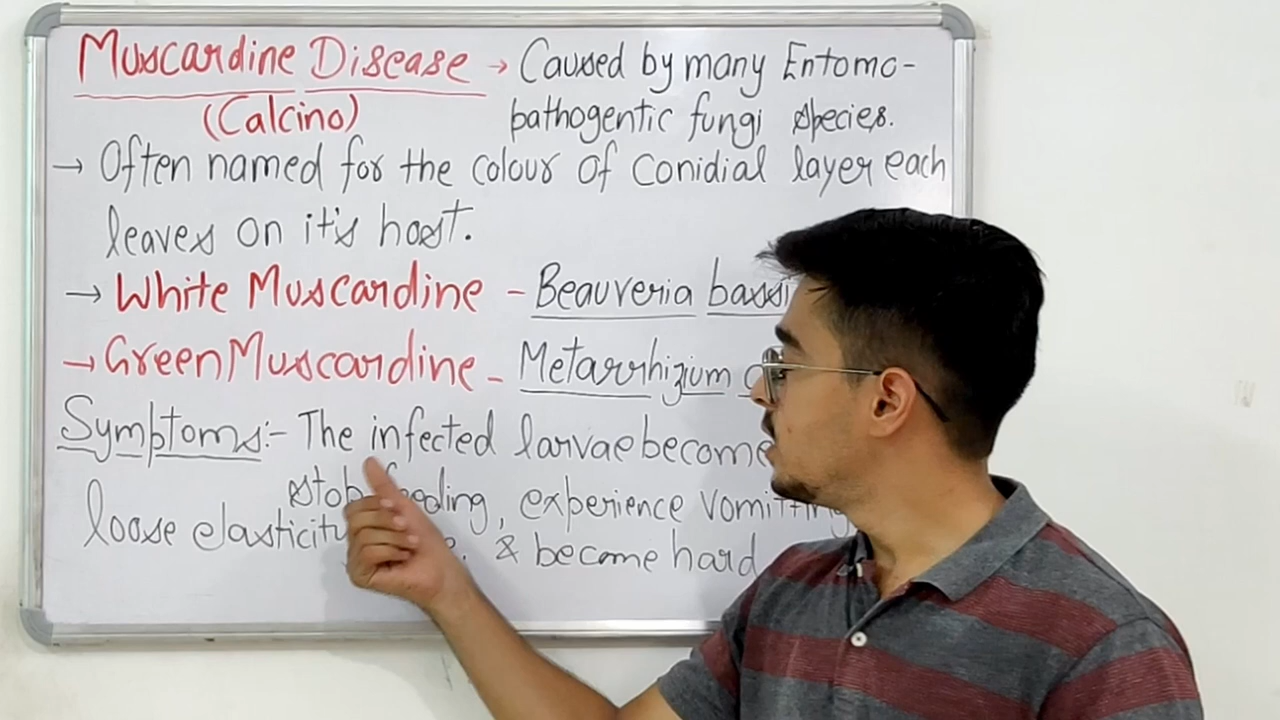 Muscardine Disease → Caused by many Entomo-
(Calcino) pathogentic fungi species.
→ Often named for the colour of conidial layer each
leaves on it's host.
→ White Muscardine - Beauveria bassi
→ Green Muscardine - Metarrhizium
Symptoms:- The infected larvae become
stop feeding, experience vomitting
loose elasticity & become hard